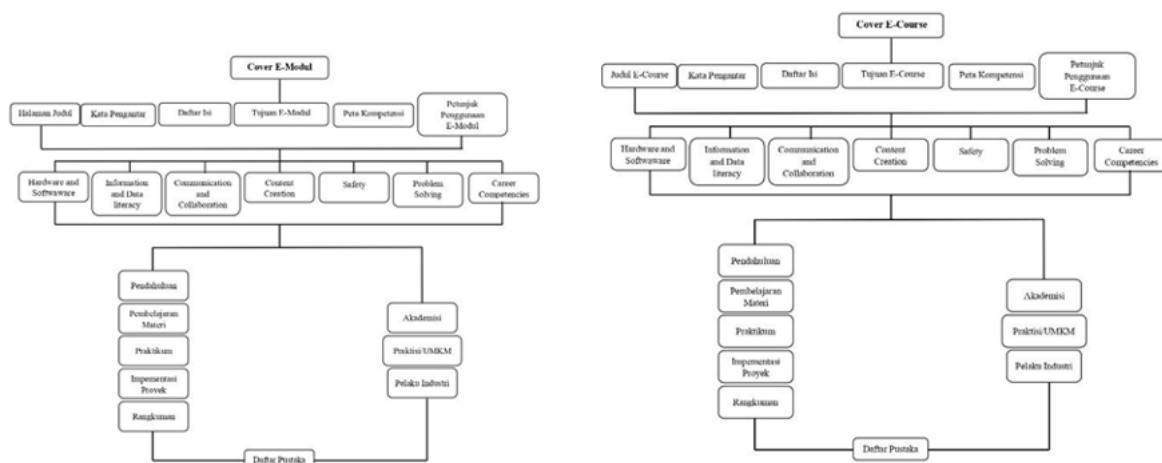 Cover E-Modul
Halaman Judul
Kata Pengantar
Daftar Isi
Tujuan E-Modul
Peta Kompetensi
Petunjuk
Penggunaan
E-Modul
Hardware and
Softwaware
Information
and Data
literacy
Communication
and
Collaboration
Content
Creation
Safety
Problem
Solving
Career
Competencies
Pendahuluan
Pembelajaran
Materi
Praktikum
Impementasi
Proyek
Rangkuman
Akademisi
Praktisi/UMKM
Pelaku Industri
Daftar Pustaka
Cover E-Course
Judul E-Course
Kata Pengantar
Daftar Isi
Tujuan E-Course
Peta Kompetensi
Petunjuk
Penggunaan
E-Course
Hardware and
Softwaware
Information
and Data
literacy
Communication
and
Collaboration
Content
Creation
Safety
Problem
Solving
Career
Competencies
Pendahuluan
Pembelajaran
Materi
Praktikum
Impementasi
Proyek
Rangkuman
Akademisi
Praktisi/UMKM
Pelaku Industri
Daftar Pustaka